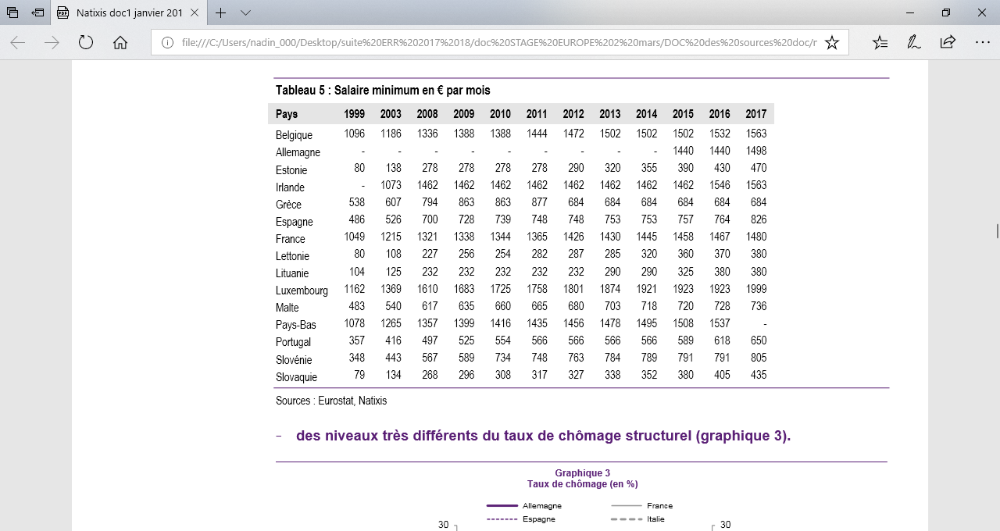 Natixis doc1 janvier 201
file:///C:/Users/nadin_000/Desktop/suite%20ERR%202017%2018/doc%20STAGE%20EUROPE%202%20mars/DOC%20des%20sources%20doc/r
Tableau 5 : Salaire minimum en € par mois
Pays 1999 2003 2008 2009 2010 2011 2012 2013 2014 2015 2016 2017
Belgique 1096 1186 1336 1388 1388 1444 1472 1502 1502 1502 1532 1563
Allemagne - - - - - - - - - 1440 1440 1498
Estonie 80 138 278 278 278 278 290 320 355 390 430 470
Irlande - 1073 1462 1462 1462 1462 1462 1462 1462 1462 1546 1563
Grèce 538 607 794 863 863 877 684 684 684 684 684 684
Espagne 486 526 700 728 739 748 748 753 753 757 764 826
France 1049 1215 1321 1338 1344 1365 1426 1430 1445 1458 1467 1480
Lettonie 80 108 227 256 254 282 287 285 320 360 370 380
Lituanie 104 125 232 232 232 232 232 290 290 325 380 380
Luxembourg 1162 1369 1610 1683 1725 1758 1801 1874 1921 1923 1923 1999
Malte 483 540 617 635 660 665 680 703 718 720 728 736
Pays-Bas 1078 1265 1357 1399 1416 1435 1456 1478 1495 1508 1537 -
Portugal 357 416 497 525 554 566 566 566 566 589 618 650
Slovénie 348 443 567 589 734 748 763 784 789 791 791 805
Slovaquie 79 134 268 296 308 317 327 338 352 380 405 435
Sources : Eurostat, Natixis
– des niveaux très différents du taux de chômage structurel (graphique 3).
Graphique 3
Taux de chômage (en %)
Allemagne France
Espagne Italie
30 30